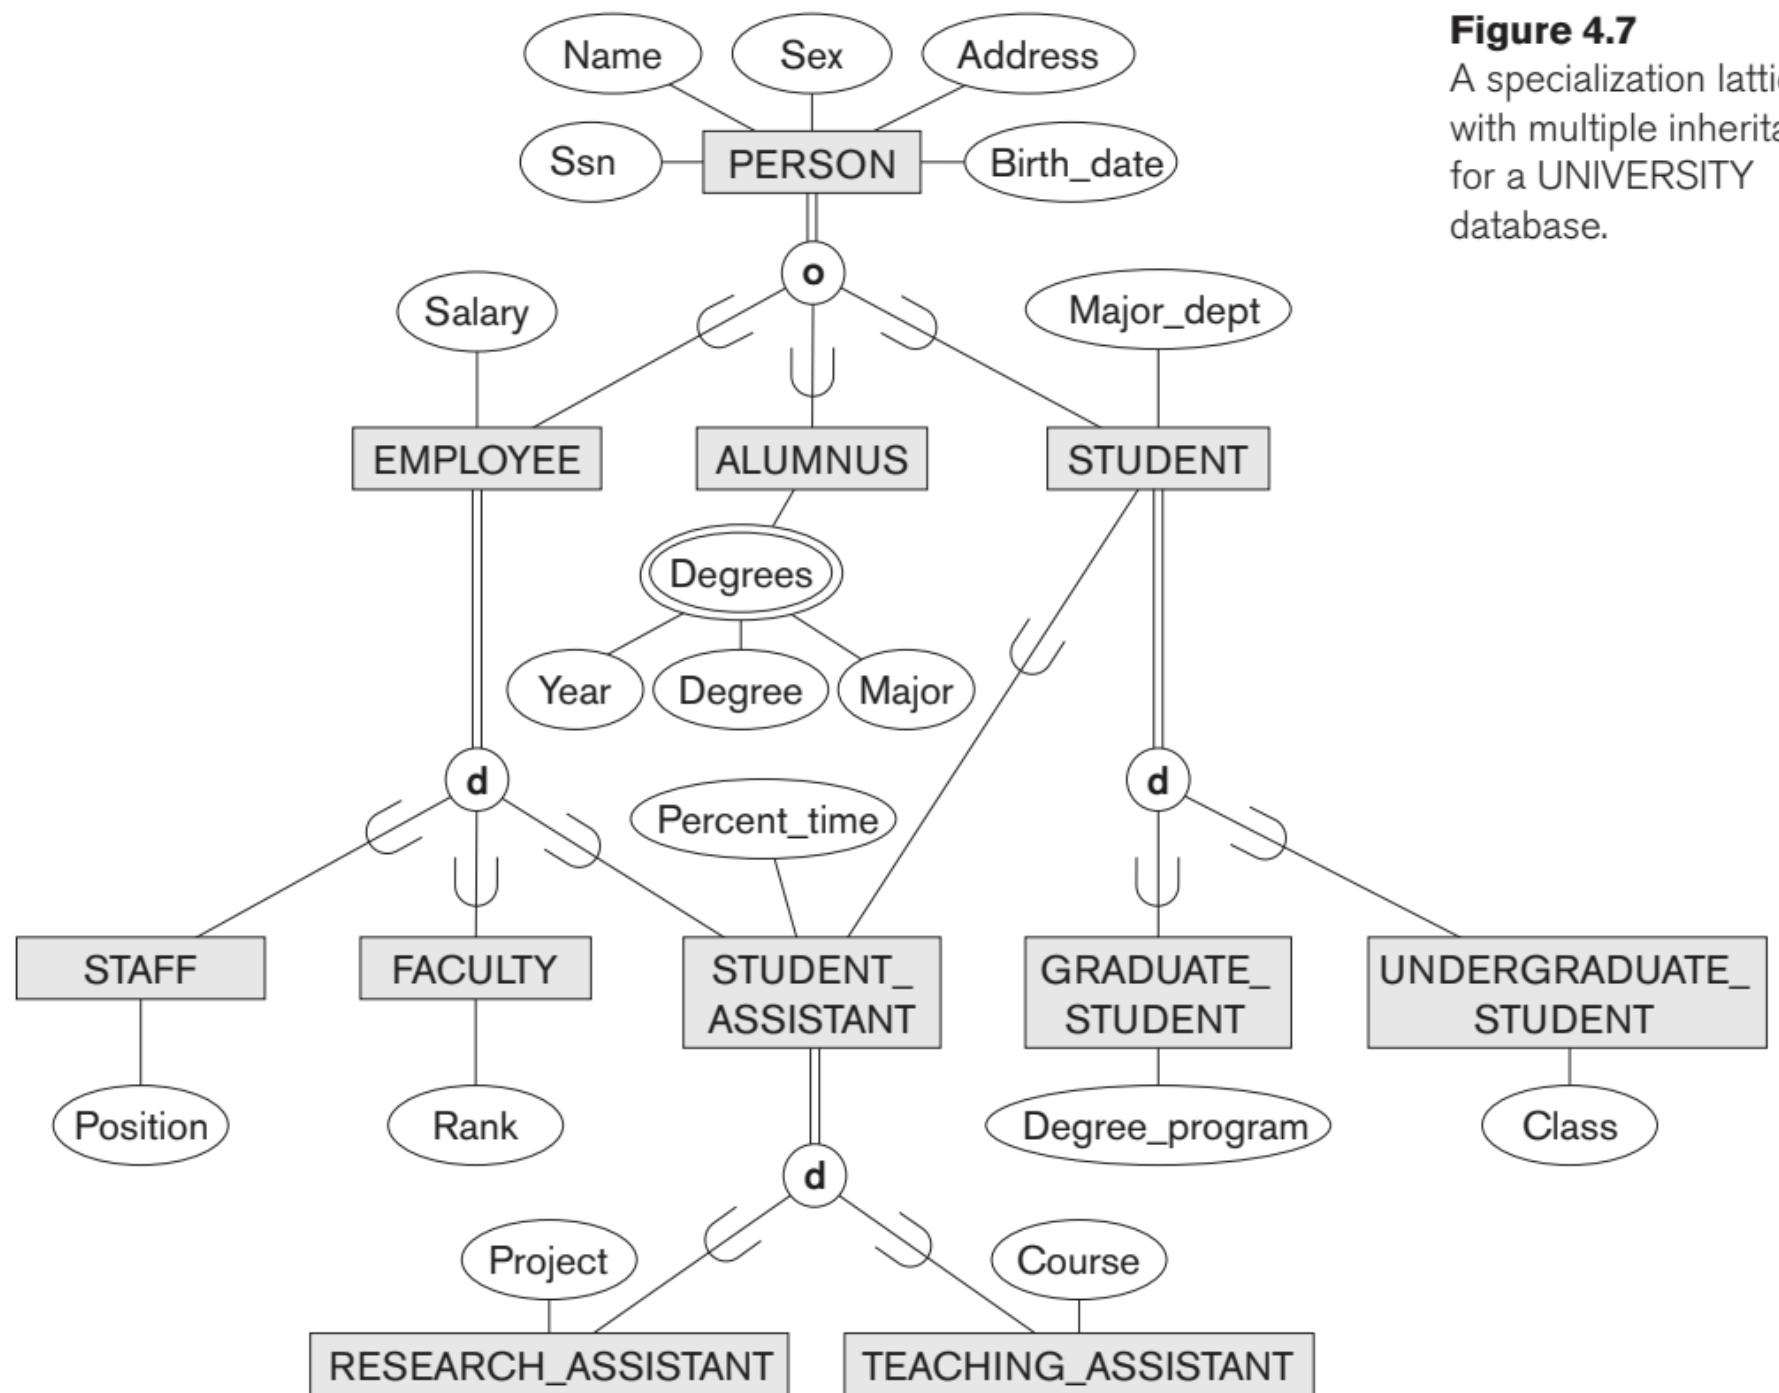 Figure 4.7
A specialization
with multiple
for a UNIVERSITY
database.
Name
Sex
Address
Ssn
PERSON
Birth_date
o
Salary
Major_dept
EMPLOYEE
ALUMNUS
STUDENT
Degrees
Year
Degree
Major
d
d
Percent_time
STAFF
FACULTY
STUDENT_
ASSISTANT
GRADUATE_
STUDENT
UNDERGRADUATE_
STUDENT
Position
Rank
Degree_program
Class
d
Project
Course
RESEARCH_ASSISTANT
TEACHING_ASSISTANT